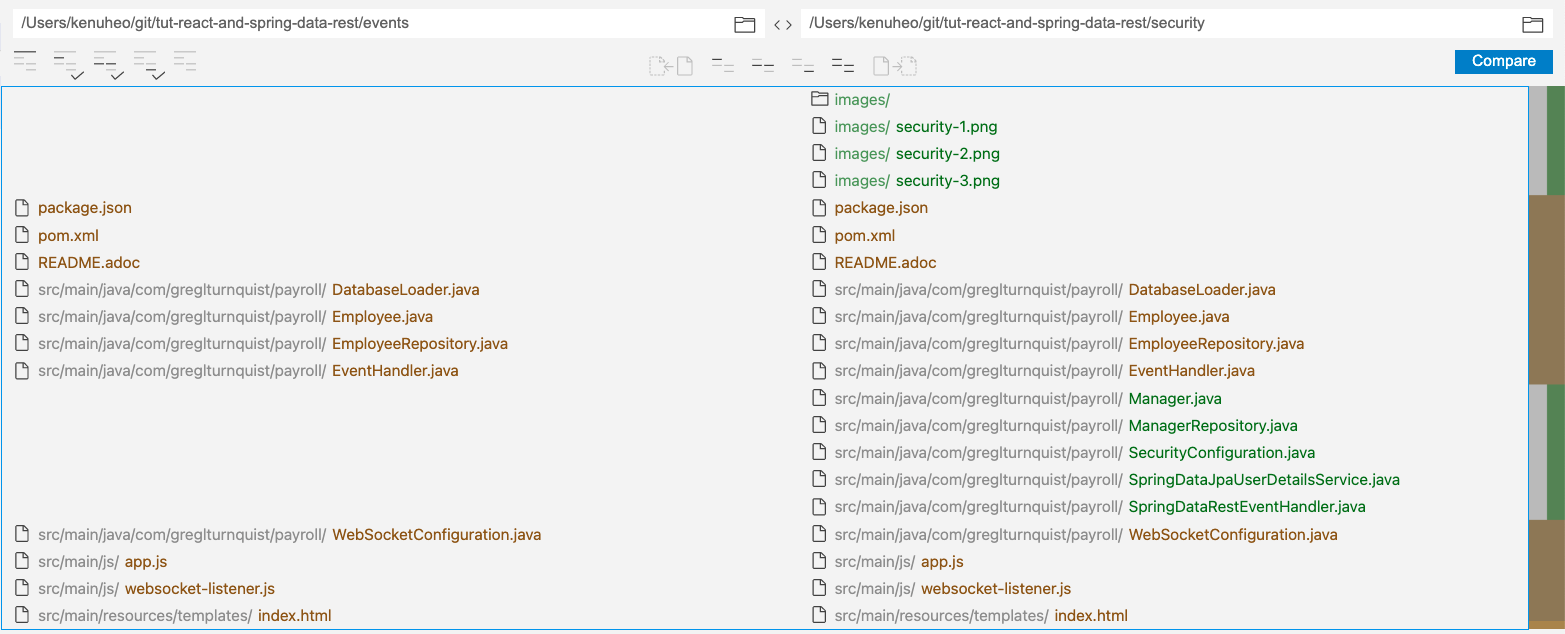 /Users/kenuheo/git/tut-react-and-spring-data-rest/events <> /Users/kenuheo/git/tut-react-and-spring-data-rest/security
Compare
images/
images/ security-1.png
images/ security-2.png
images/ security-3.png
package.json package.json
pom.xml pom.xml
README.adoc README.adoc
src/main/java/com/greglturnquist/payroll/ DatabaseLoader.java src/main/java/com/greglturnquist/payroll/ DatabaseLoader.java
src/main/java/com/greglturnquist/payroll/ Employee.java src/main/java/com/greglturnquist/payroll/ Employee.java
src/main/java/com/greglturnquist/payroll/ EmployeeRepository.java src/main/java/com/greglturnquist/payroll/ EmployeeRepository.java
src/main/java/com/greglturnquist/payroll/ EventHandler.java src/main/java/com/greglturnquist/payroll/ EventHandler.java
src/main/java/com/greglturnquist/payroll/ Manager.java
src/main/java/com/greglturnquist/payroll/ ManagerRepository.java
src/main/java/com/greglturnquist/payroll/ SecurityConfiguration.java
src/main/java/com/greglturnquist/payroll/ SpringDataJpaUserDetailsService.java
src/main/java/com/greglturnquist/payroll/ SpringDataRestEventHandler.java
src/main/java/com/greglturnquist/payroll/ WebSocketConfiguration.java src/main/java/com/greglturnquist/payroll/ WebSocketConfiguration.java
src/main/js/ app.js src/main/js/ app.js
src/main/js/ websocket-listener.js src/main/js/ websocket-listener.js
src/main/resources/templates/ index.html src/main/resources/templates/ index.html